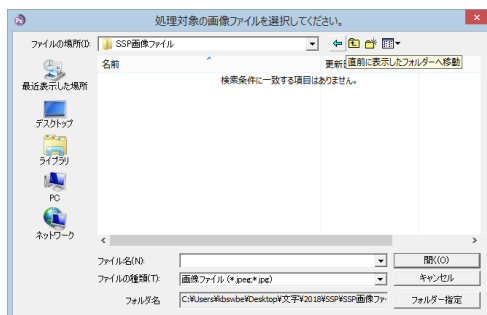 処理対象の画像ファイルを選択してください。
ファイルの場所(I):
SSP画像ファイル
名前
直前に表示したフォルダーへ移動
検索条件に一致する項目はありません。
最近表示した場所
デスクトップ
ライブラリ
PC
ネットワーク
ファイル名(N):
開く(O)
ファイルの種類(T):
画像ファイル (*.jpeg;*.jpg)
キャンセル
フォルダ名
C:¥Users¥kbswbe¥Desktop¥文字¥2018¥SSP¥SSP画像ファ
フォルダー指定